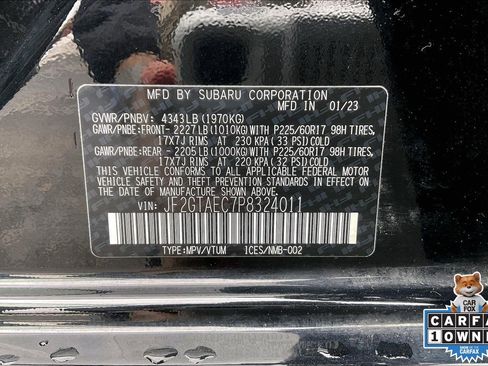 MFD BY SUBARU CORPORATION
MFD IN 01/23
GVWR/PNBV: 4343LB (1970KG)
GAWR/PNBE:FRONT- 2227LB(1010KG)WITH P225/60R17 98H TIRES,
17X7J RIMS AT 230 KPA (33 PSI)COLD
GAWR/PNBE:REAR - 2205LB(1000KG)WITH P225/60R17 98H TIRES,
17X7J RIMS AT 220 KPA (32 PSI)COLD
THIS VEHICLE CONFORMS TO ALL APPLICABLE
FEDERAL MOTOR VEHICLE SAFETY, BUMPER,
AND THEFT PREVENTION STANDARDS IN EFFECT ON
THE DATE OF MANUFACTURE SHOWN ABOVE.
VIN: JF2GTAEC7P8324011
TYPE:MPV/VTUM ICES/NMB-002
CAR
FOX
CARFA
1 OWNE
CARFAX